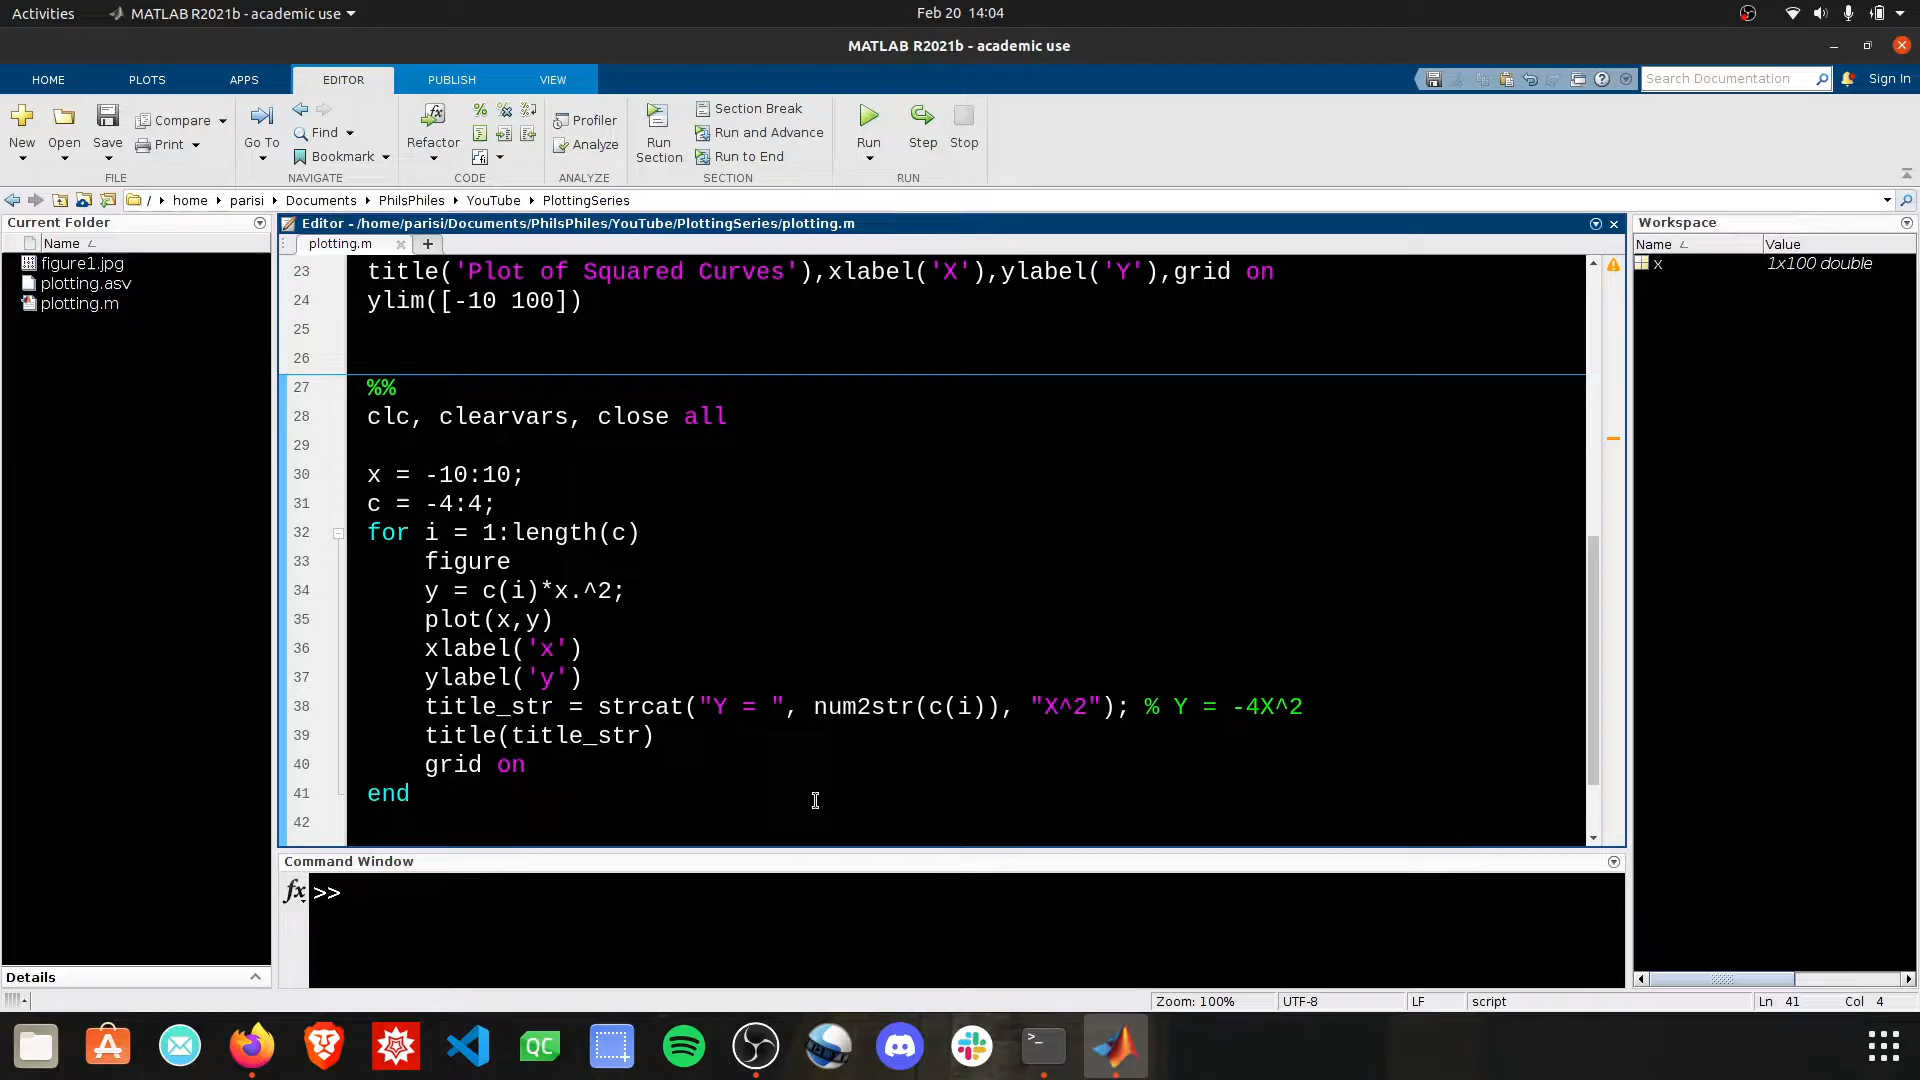 Activities MATLAB R2021b - academic use Feb 20 14:04
MATLAB R2021b - academic use
HOME PLOTS APPS EDITOR PUBLISH VIEW Search Documentation Sign In
New Open Save Compare Print
FILE
Go To Find Bookmark
NAVIGATE
Refactor
CODE
Profiler Analyze
ANALYZE
Run Section Section Break Run and Advance Run to End
SECTION
Run Step Stop
RUN
/ home parisi Documents PhilsPhiles YouTube PlottingSeries
Current Folder
Name
figure1.jpg
plotting.asv
plotting.m
Details
Editor - /home/parisi/Documents/PhilsPhiles/YouTube/PlottingSeries/plotting.m
plotting.m +
23 title('Plot of Squared Curves'),xlabel('X'),ylabel('Y'),grid on
24 ylim([-10 100])
25
26
27 %%
28 clc, clearvars, close all
29
30 x = -10:10;
31 c = -4:4;
32 for i = 1:length(c)
33 figure
34 y = c(i)*x.^2;
35 plot(x,y)
36 xlabel('x')
37 ylabel('y')
38 title_str = strcat("Y = ", num2str(c(i)), "X^2"); % Y = -4X^2
39 title(title_str)
40 grid on
41 end
42
Command Window
fx >>
Workspace
Name Value
x 1x100 double
Zoom: 100% UTF-8 LF script Ln 41 Col 4
QC
>_